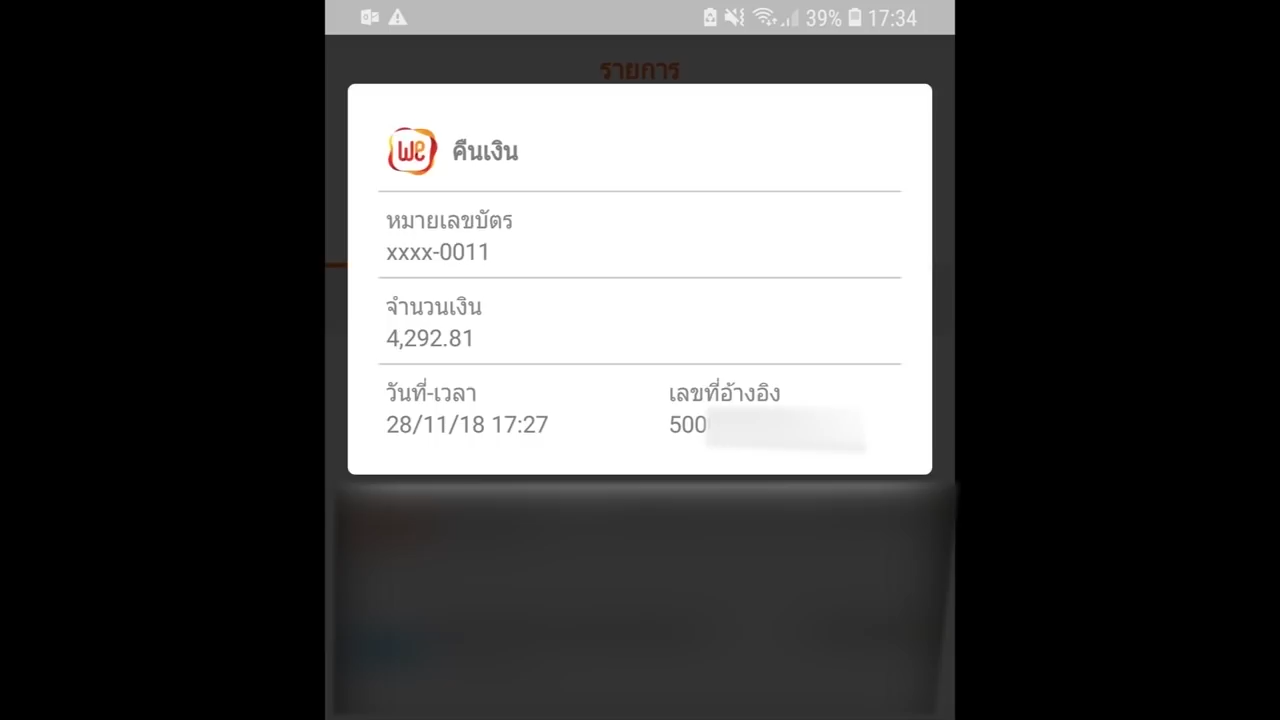 39% 17:34
รายการ
we คืนเงิน
หมายเลขบัตร
xxxx-0011
จำนวนเงิน
4,292.81
วันที่-เวลา เลขที่อ้างอิง
28/11/18 17:27 500